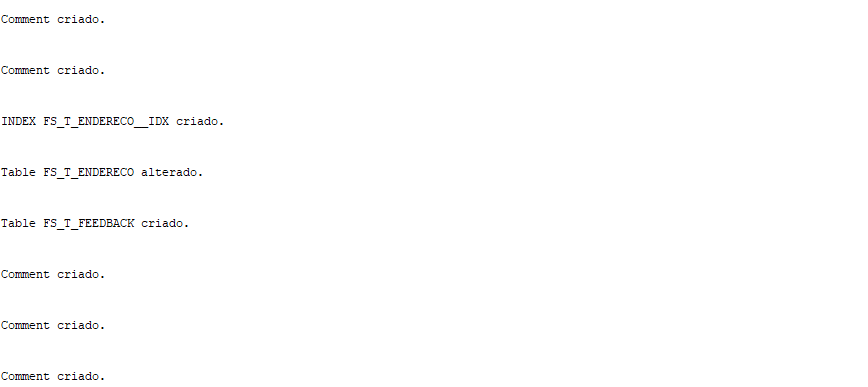 Comment criado.
Comment criado.
INDEX FS_T_ENDERECO__IDX criado.
Table FS_T_ENDERECO alterado.
Table FS_T_FEEDBACK criado.
Comment criado.
Comment criado.
Comment criado.